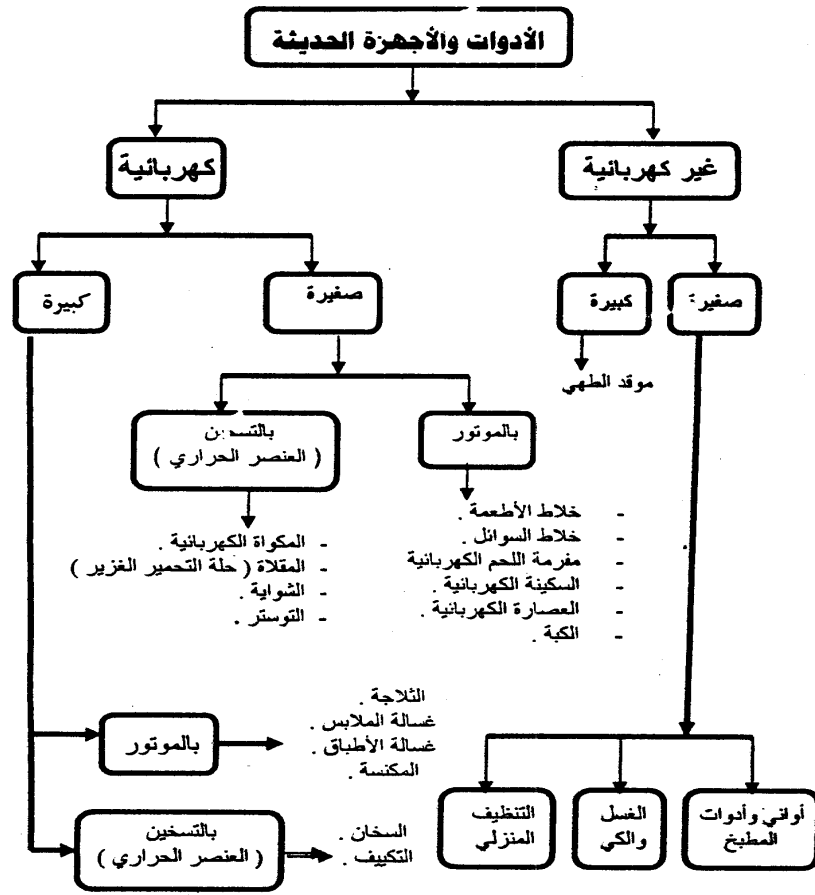 الأدوات والأجهزة الحديثة
غير كهربائية
كهربائية
صغيرة
كبيرة
صغيرة
كبيرة
موقد الطهي
بالموتور
بالتسخين
( العنصر الحراري )
- خلاط الأطعمة .
- خلاط السوائل .
- مفرمة اللحم الكهربائية
- السكينة الكهربائية .
- العصارة الكهربائية .
- الكبة .
- المكواة الكهربائية .
- المقلاة ( حلة التحمير الغزير )
- الشواية .
- التوستر .
بالموتور
الثلاجة .
غسالة الملابس .
غسالة الأطباق .
المكنسة .
بالتسخين
( العنصر الحراري )
السخان .
التكييف .
أواني وأدوات
المطبخ
الغسل
والكي
التنظيف
المنزلي